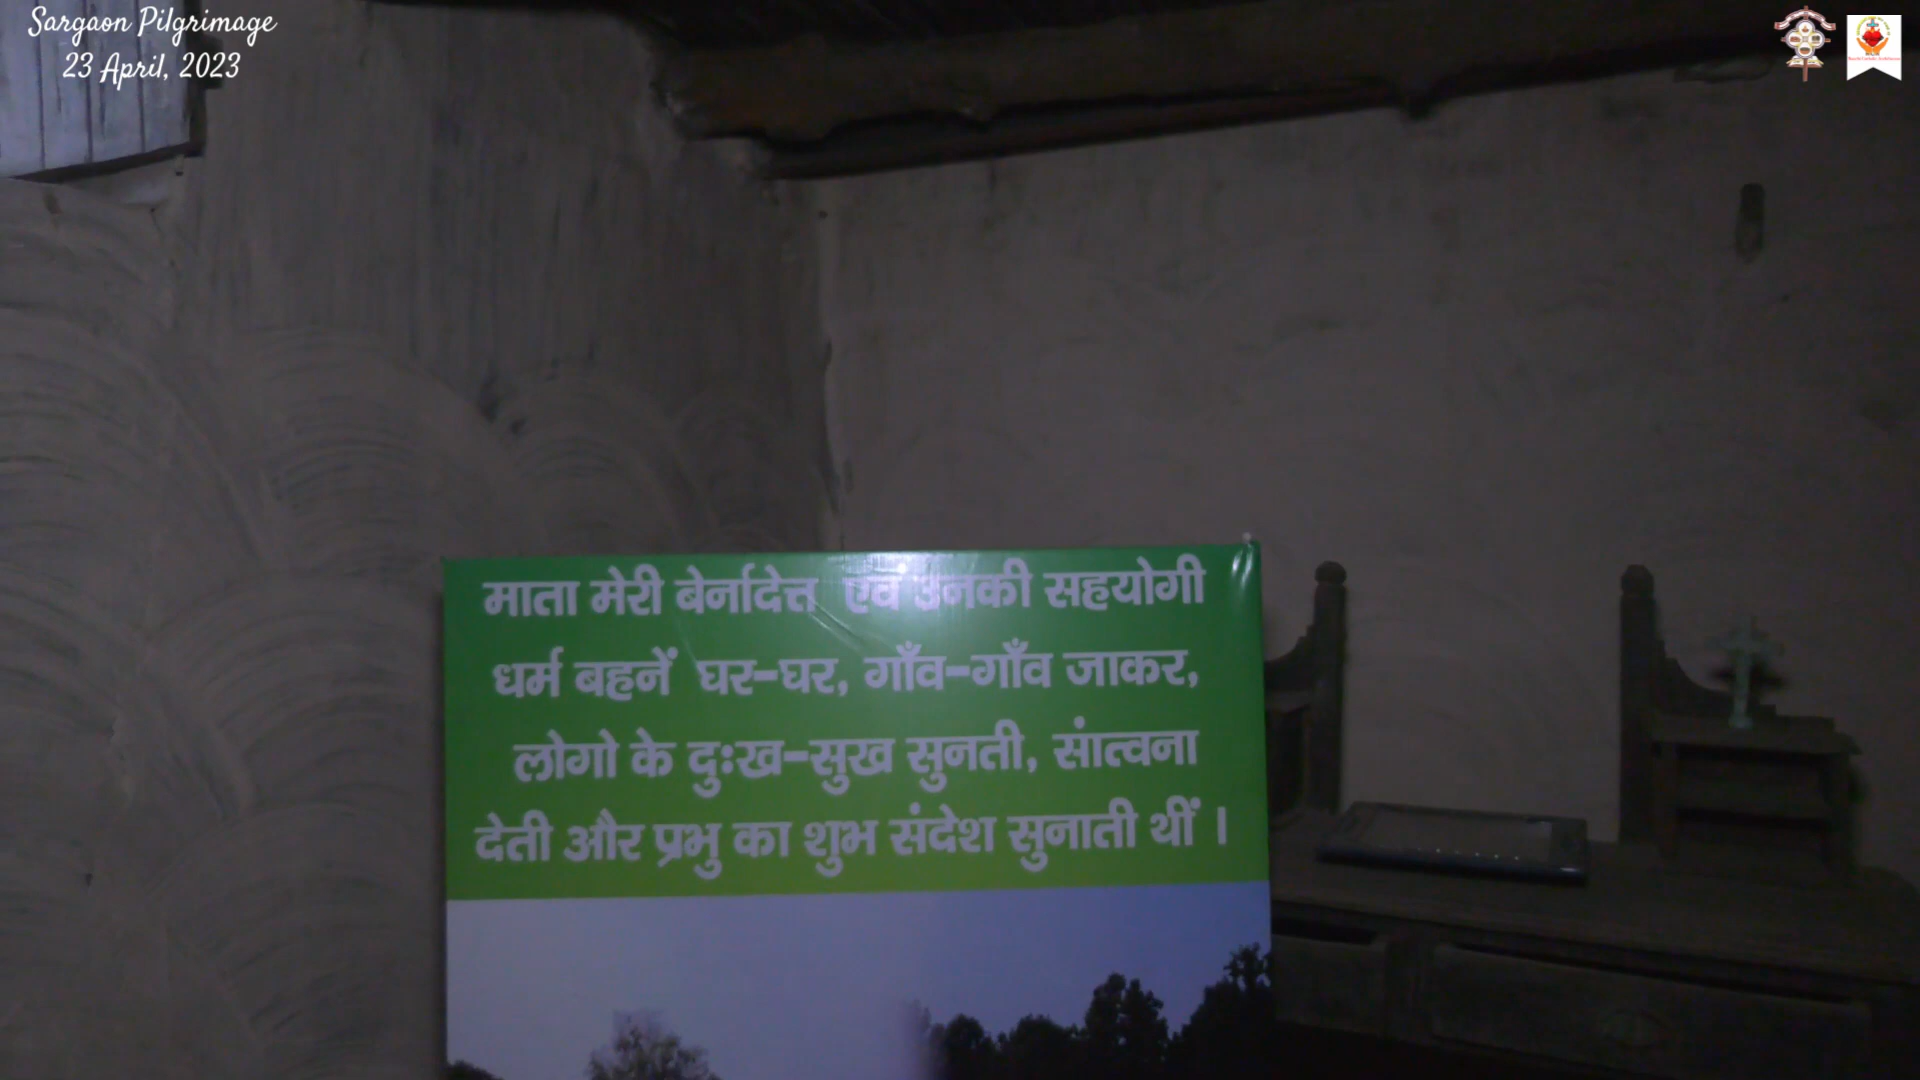 Sargaon Pilgrimage
23 April, 2023
माता मेरी बेर्नादेत्त एवं उनकी सहयोगी
धर्म बहनें घर-घर, गाँव-गाँव जाकर,
लोगो के दुःख-सुख सुनती, सांत्वना
देती और प्रभु का शुभ संदेश सुनाती थीं ।